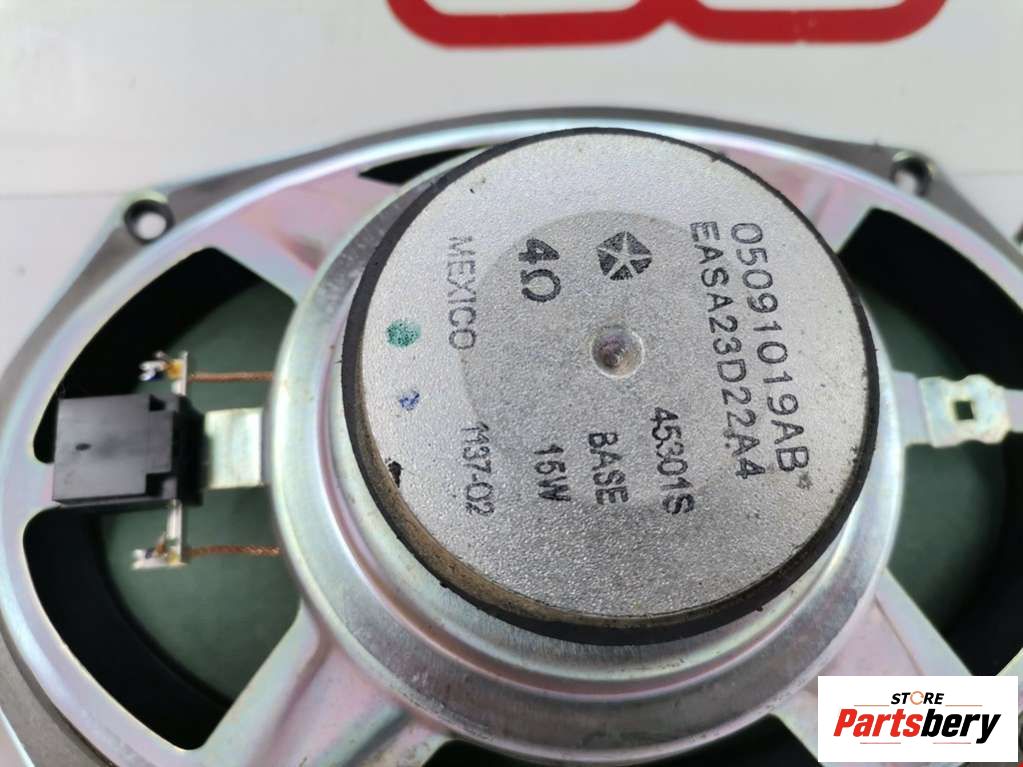 05091019AB*
EASA23D22A4
4Ω
45301S
BASE
15W
MEXICO
1137-02
STORE
Partsbery